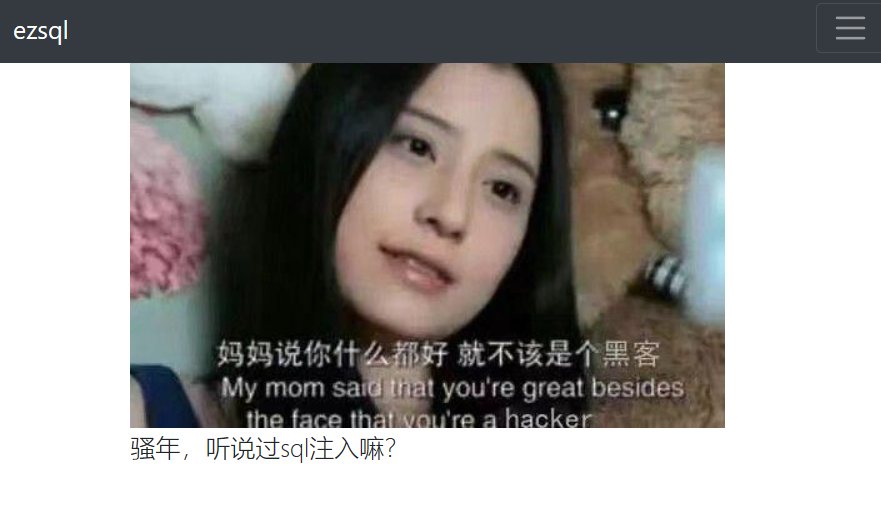 ezsql
妈妈说你什么都好 就不该是个黑客
My mom said that you're great besides
the face that you're a hacker
骚年，听说过sql注入嘛？